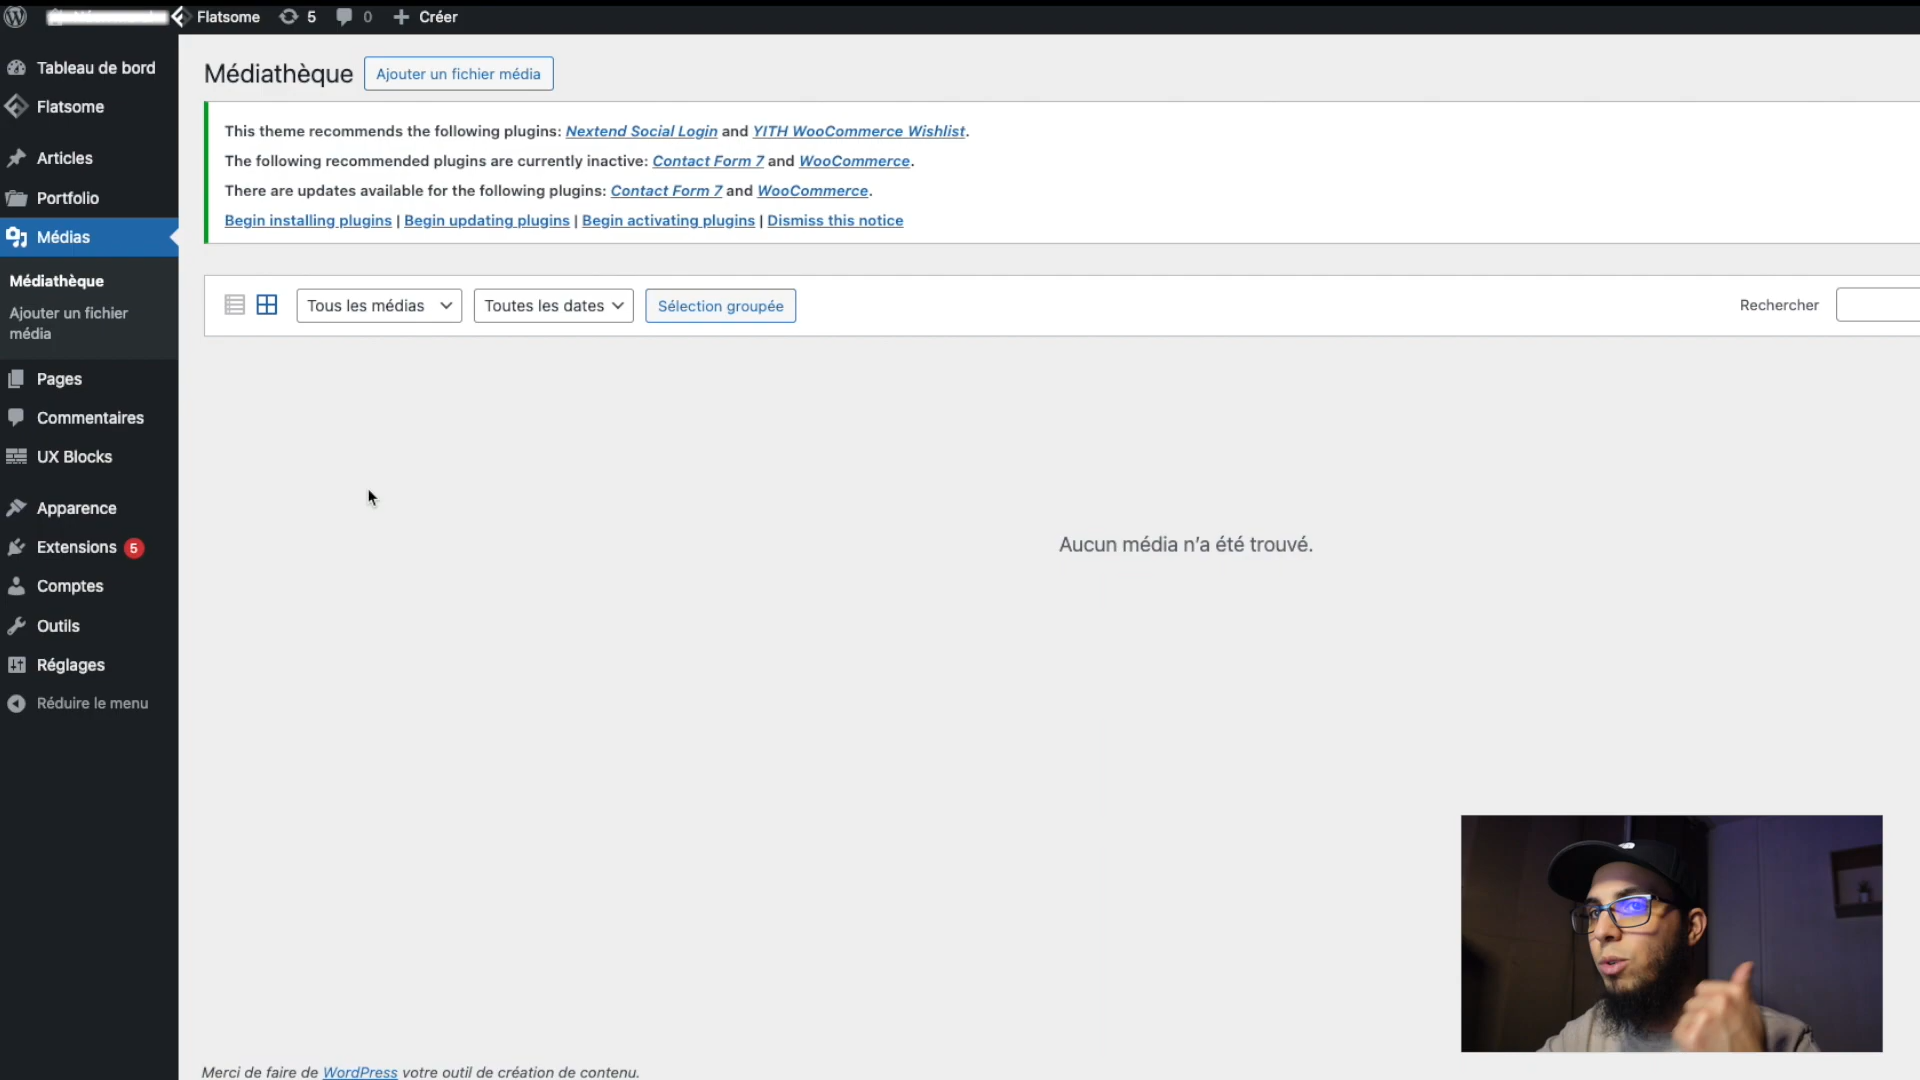 Flatsome 5 0 Créer
Tableau de bord
Flatsome
Articles
Portfolio
Médias
Médiathèque
Ajouter un fichier
média
Pages
Commentaires
UX Blocks
Apparence
Extensions 5
Comptes
Outils
Réglages
Réduire le menu
Médiathèque Ajouter un fichier média
This theme recommends the following plugins: Nextend Social Login and YITH WooCommerce Wishlist.
The following recommended plugins are currently inactive: Contact Form 7 and WooCommerce.
There are updates available for the following plugins: Contact Form 7 and WooCommerce.
Begin installing plugins | Begin updating plugins | Begin activating plugins | Dismiss this notice
Tous les médias Toutes les dates Sélection groupée Rechercher
Aucun média n’a été trouvé.
Merci de faire de WordPress votre outil de création de contenu.